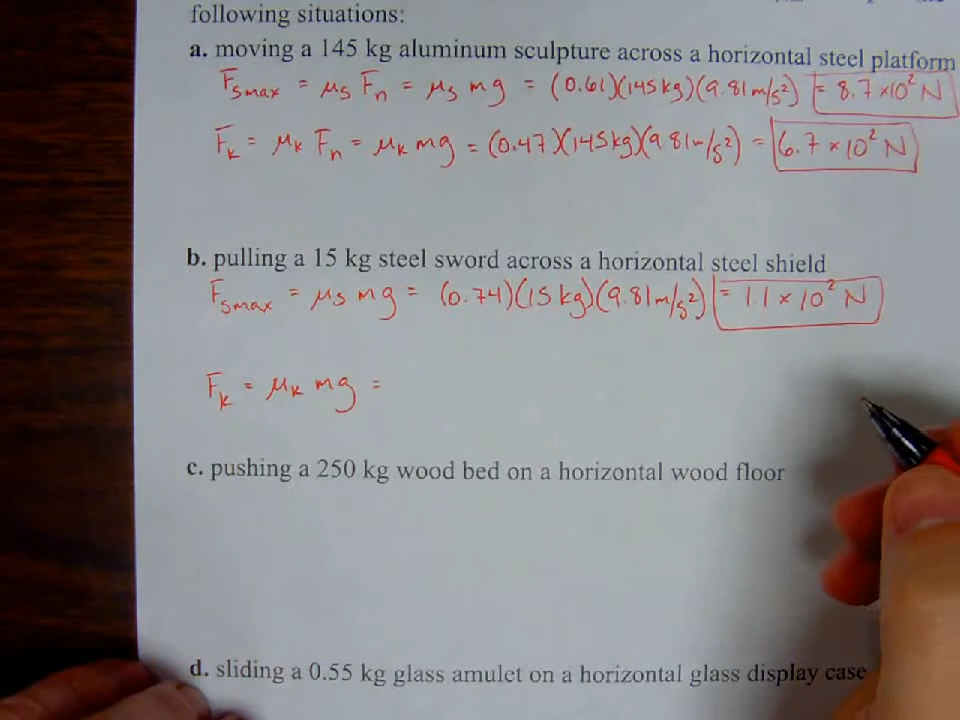 following situations:
a. moving a 145 kg aluminum sculpture across a horizontal steel platform
Fsmax = μs Fn = μs mg = (0.61)(145 kg)(9.81 m/s²) = 8.7 × 10² N
Fk = μk Fn = μk mg = (0.47)(145 kg)(9.81 m/s²) = 6.7 × 10² N
b. pulling a 15 kg steel sword across a horizontal steel shield
Fsmax = μs mg = (0.74)(15 kg)(9.81 m/s²) = 1.1 × 10² N
Fk = μk mg =
c. pushing a 250 kg wood bed on a horizontal wood floor
d. sliding a 0.55 kg glass amulet on a horizontal glass display case